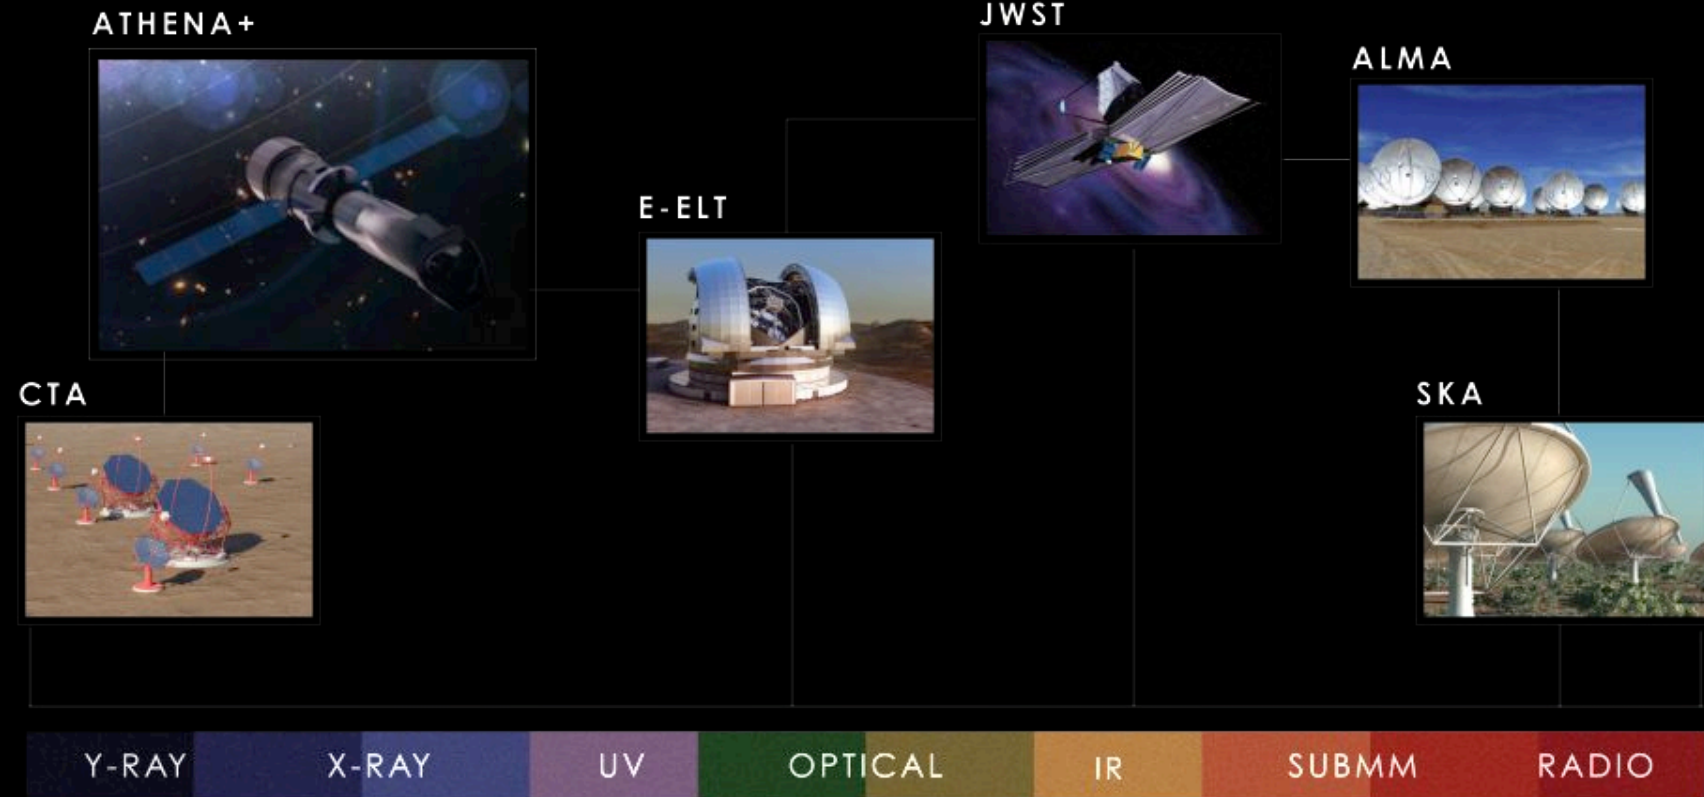 ATHENA+
JWST
ALMA
E-ELT
CTA
SKA
Y-RAY X-RAY UV OPTICAL IR SUBMM RADIO